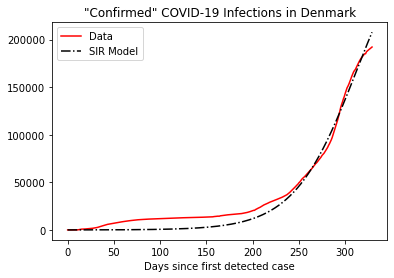 "Confirmed" COVID-19 Infections in Denmark
Data
SIR Model
200000
150000
100000
50000
0
0 50 100 150 200 250 300
Days since first detected case